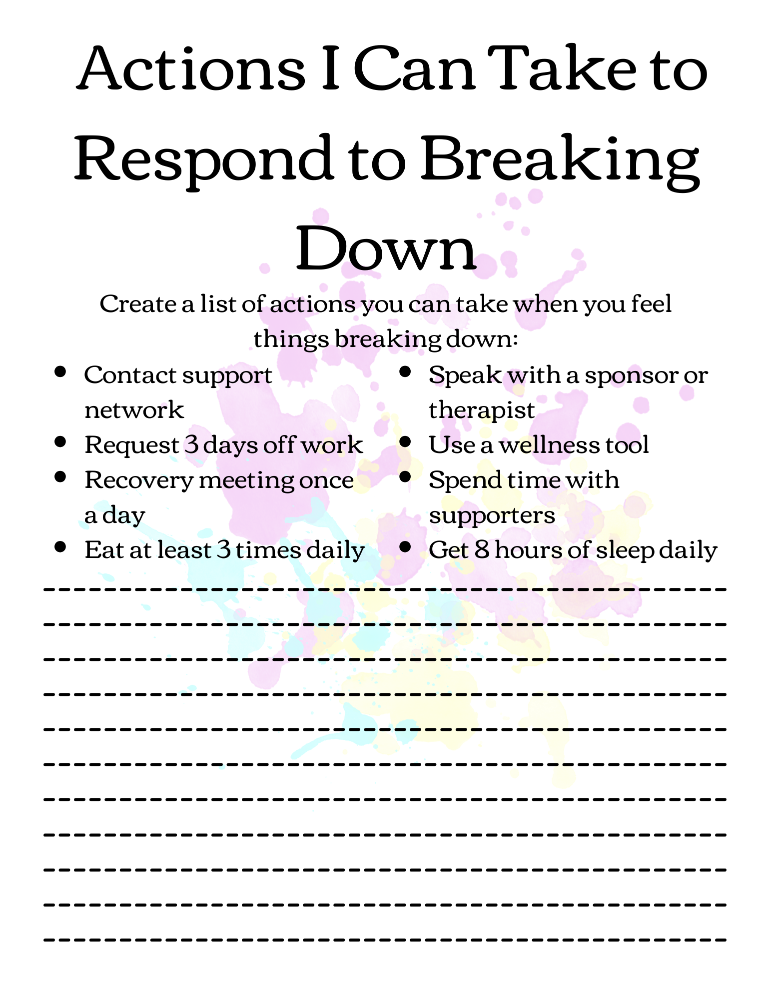 Actions I Can Take to
Respond to Breaking
Down
Create a list of actions you can take when you feel
things breaking down:
• Contact support
network
• Request 3 days off work
• Recovery meeting once
a day
• Eat at least 3 times daily
• Speak with a sponsor or
therapist
• Use a wellness tool
• Spend time with
supporters
• Get 8 hours of sleep daily